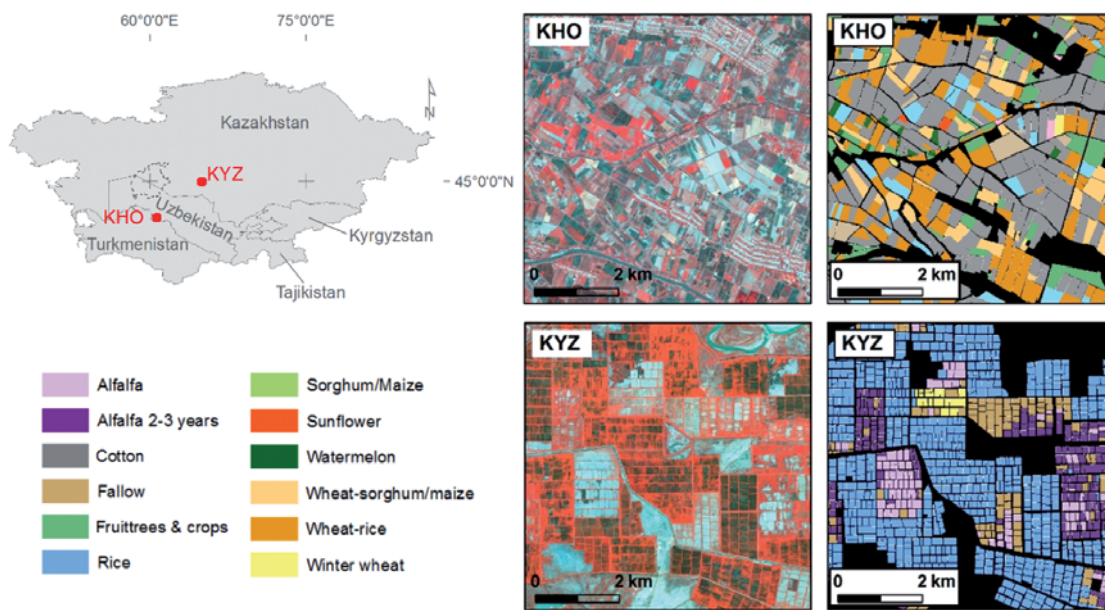 60°0'0"E
75°0'0"E
N
Kazakhstan
KYZ
45°0'0"N
KHO
Uzbekistan
Turkmenistan
Kyrgyzstan
Tajikistan
KHO
0
2 km
KHO
0
2 km
KYZ
0
2 km
KYZ
0
2 km
Alfalfa
Alfalfa 2-3 years
Cotton
Fallow
Fruittrees & crops
Rice
Sorghum/Maize
Sunflower
Watermelon
Wheat-sorghum/maize
Wheat-rice
Winter wheat